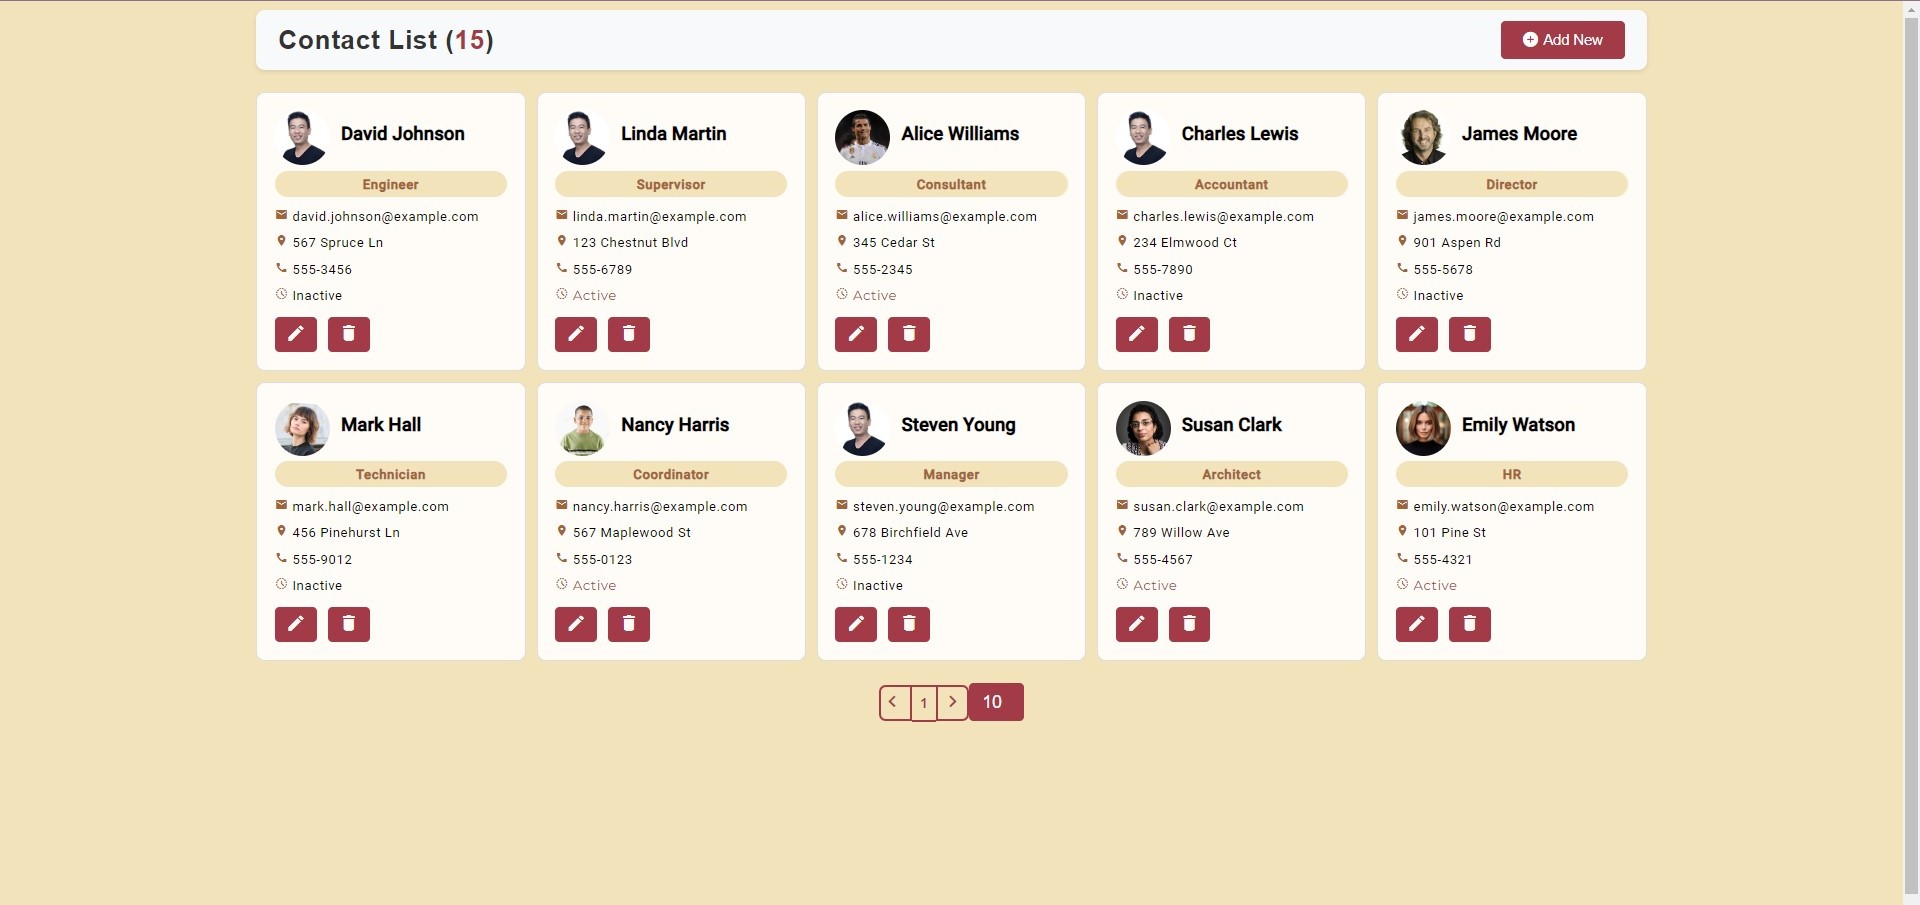 Contact List (15)
Add New
David Johnson
Engineer
david.johnson@example.com
567 Spruce Ln
555-3456
Inactive
Linda Martin
Supervisor
linda.martin@example.com
123 Chestnut Blvd
555-6789
Active
Alice Williams
Consultant
alice.williams@example.com
345 Cedar St
555-2345
Active
Charles Lewis
Accountant
charles.lewis@example.com
234 Elmwood Ct
555-7890
Inactive
James Moore
Director
james.moore@example.com
901 Aspen Rd
555-5678
Inactive
Mark Hall
Technician
mark.hall@example.com
456 Pinehurst Ln
555-9012
Inactive
Nancy Harris
Coordinator
nancy.harris@example.com
567 Maplewood St
555-0123
Active
Steven Young
Manager
steven.young@example.com
678 Birchfield Ave
555-1234
Inactive
Susan Clark
Architect
susan.clark@example.com
789 Willow Ave
555-4567
Active
Emily Watson
HR
emily.watson@example.com
101 Pine St
555-4321
Active
1
10